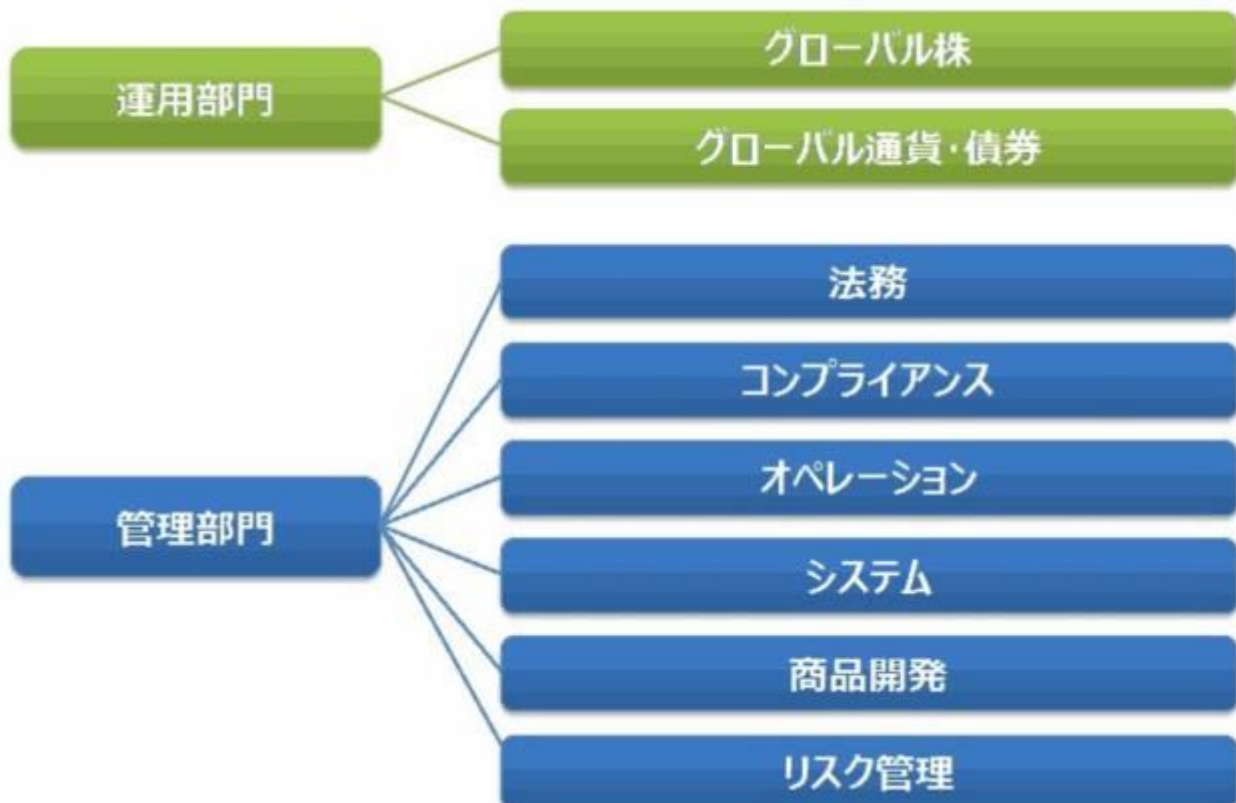 運用部門
グローバル株
グローバル通貨・債券
管理部門
法務
コンプライアンス
オペレーション
システム
商品開発
リスク管理